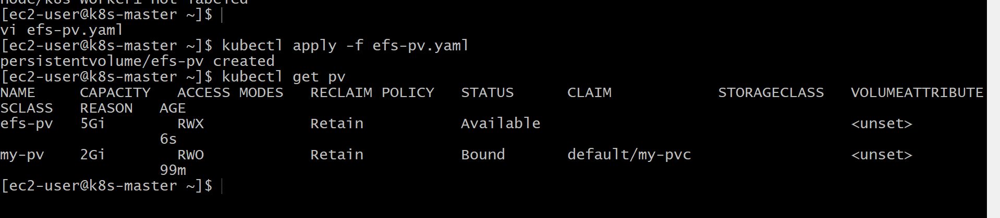 [ec2-user@k8s-master ~]$
vi efs-pv.yaml
[ec2-user@k8s-master ~]$ kubectl apply -f efs-pv.yaml
persistentvolume/efs-pv created
[ec2-user@k8s-master ~]$ kubectl get pv
NAME     CAPACITY   ACCESS MODES   RECLAIM POLICY   STATUS      CLAIM            STORAGECLASS   VOLUMEATTRIBUTE
SCLASS   REASON   AGE
efs-pv   5Gi        RWX            Retain           Available                                   <unset>
                  6s
my-pv    2Gi        RWO            Retain           Bound       default/my-pvc                  <unset>
                  99m
[ec2-user@k8s-master ~]$